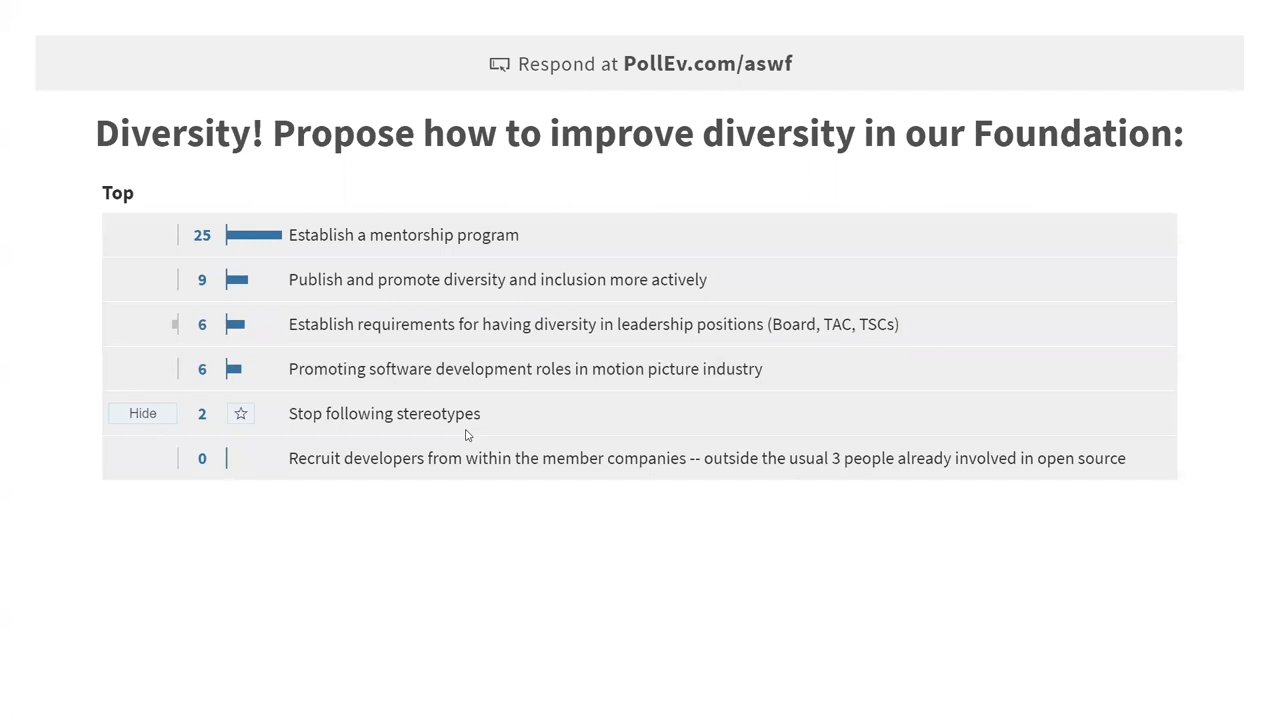 Respond at PollEv.com/aswf
Diversity! Propose how to improve diversity in our Foundation:
Top
25 Establish a mentorship program
9 Publish and promote diversity and inclusion more actively
6 Establish requirements for having diversity in leadership positions (Board, TAC, TSCs)
6 Promoting software development roles in motion picture industry
Hide 2 Stop following stereotypes
0 Recruit developers from within the member companies -- outside the usual 3 people already involved in open source